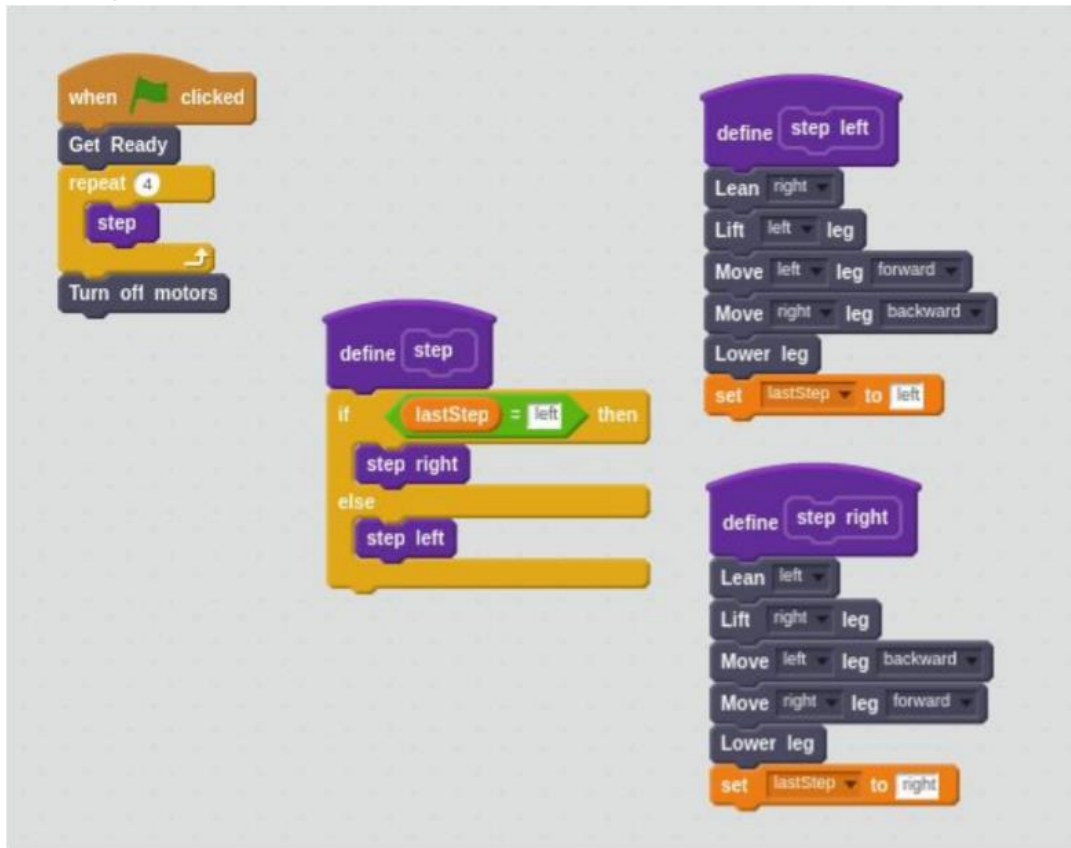 when clicked
Get Ready
repeat 4
step
Turn off motors
define step
if lastStep = left then
step right
else
step left
define step left
Lean right
Lift left leg
Move left leg forward
Move right leg backward
Lower leg
set lastStep to left
define step right
Lean left
Lift right leg
Move left leg backward
Move right leg forward
Lower leg
set lastStep to right